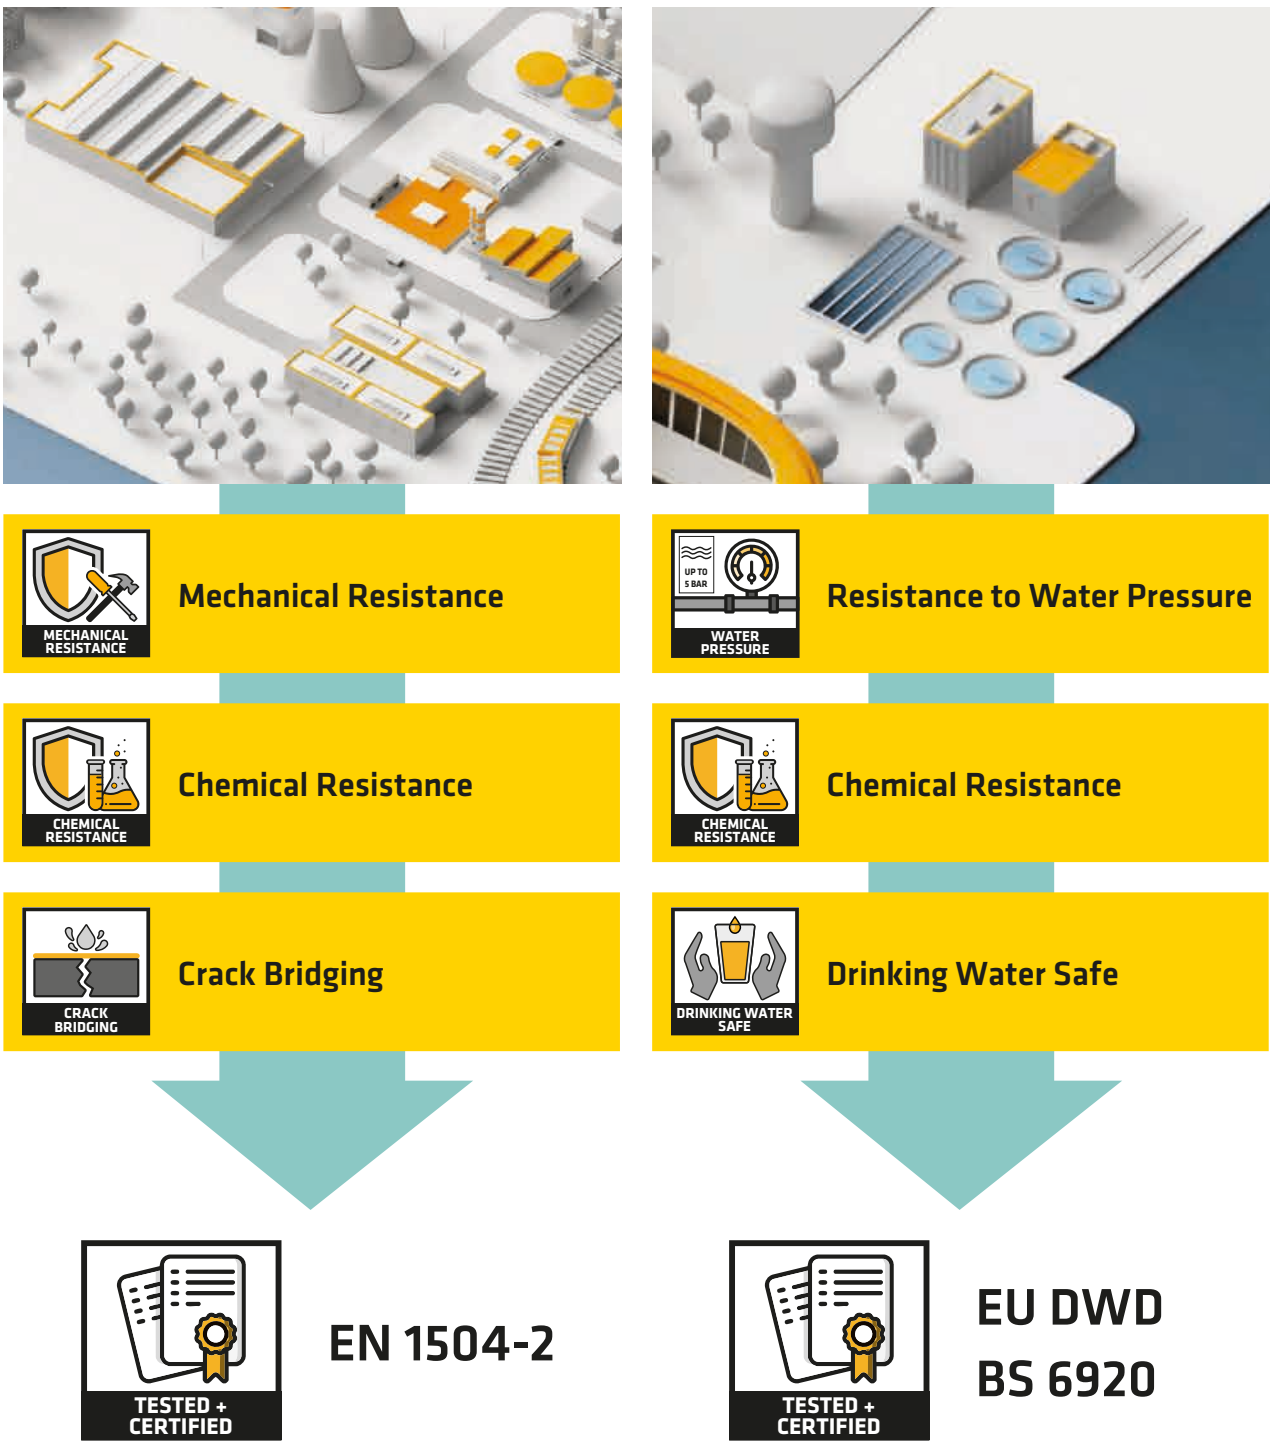 MECHANICAL
RESISTANCE
Mechanical Resistance
CHEMICAL
RESISTANCE
Chemical Resistance
CRACK
BRIDGING
Crack Bridging
TESTED +
CERTIFIED
EN 1504-2
UP TO
5 BAR
WATER
PRESSURE
Resistance to Water Pressure
CHEMICAL
RESISTANCE
Chemical Resistance
DRINKING WATER
SAFE
Drinking Water Safe
TESTED +
CERTIFIED
EU DWD
BS 6920